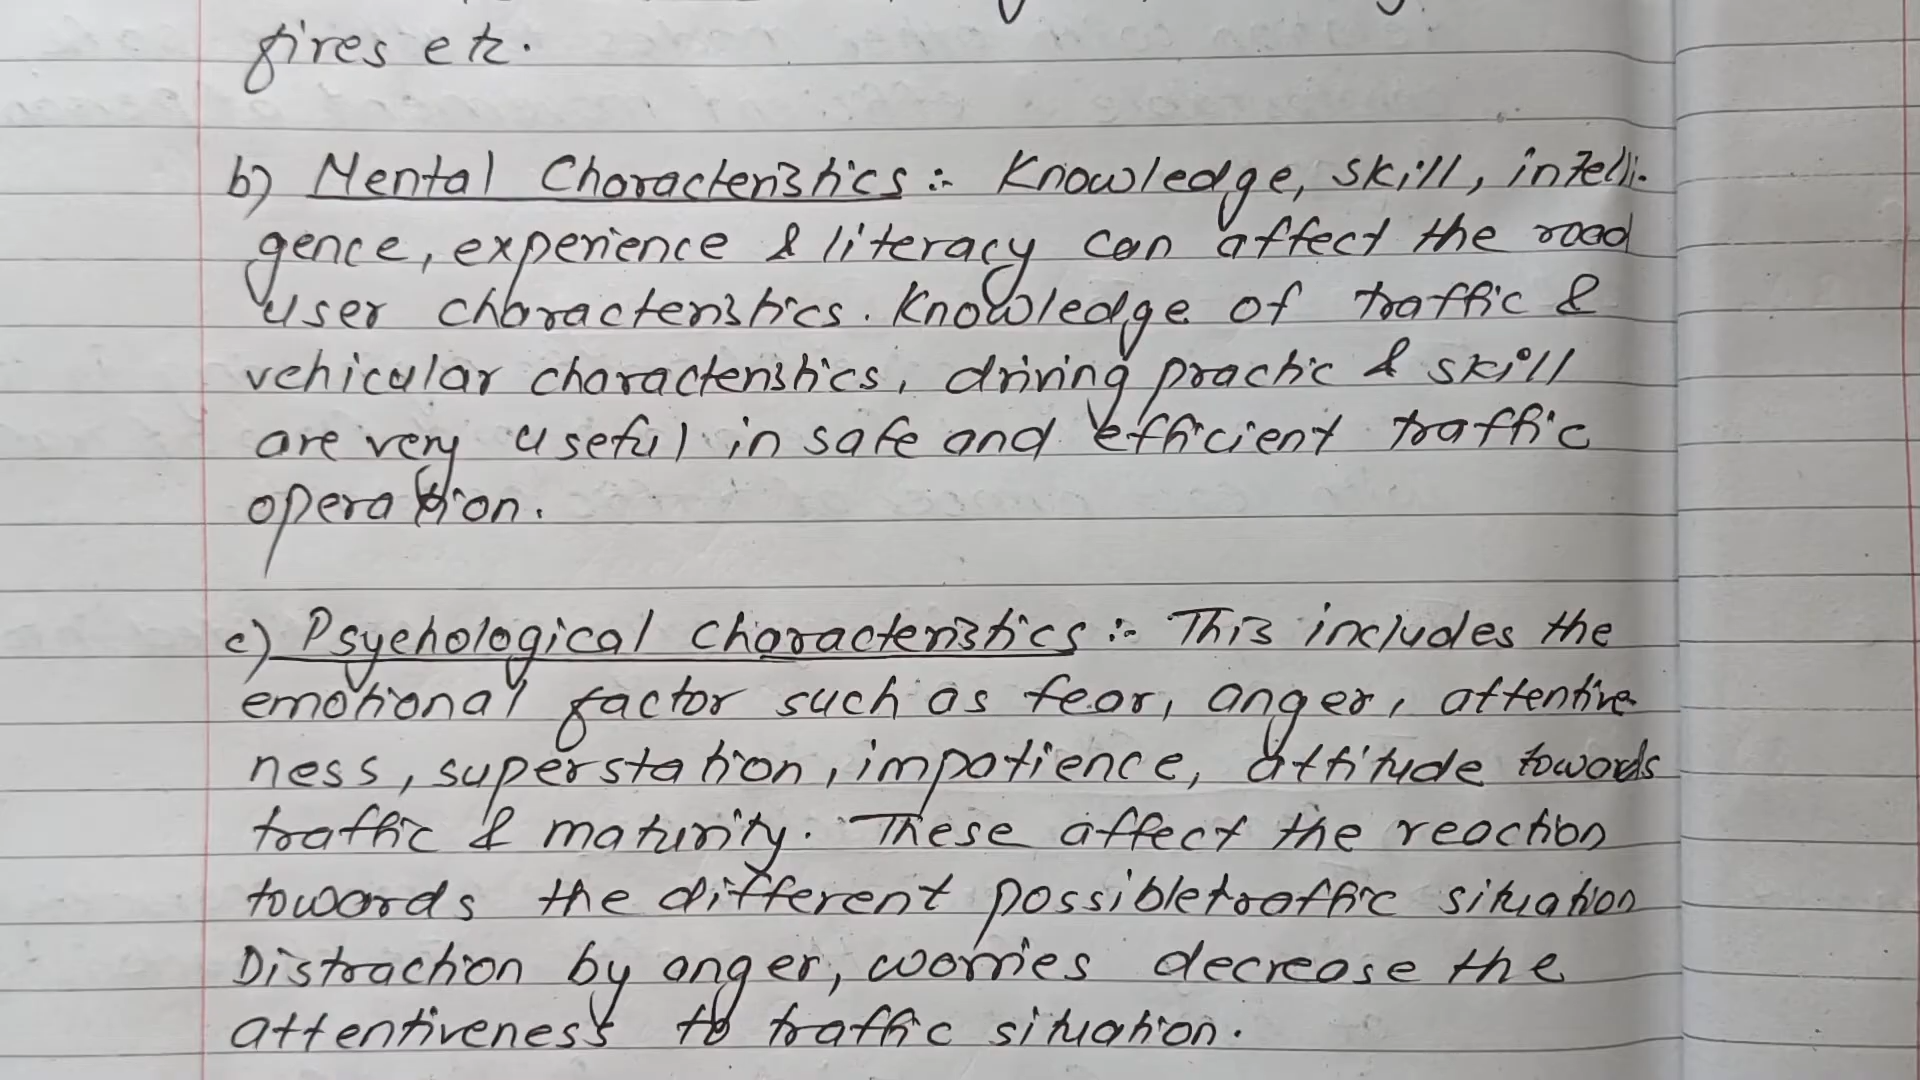 fires etc.
b) Mental Characteristics :- Knowledge, skill, intelli-
gence, experience & literacy can affect the road
user characteristics. Knowledge of traffic &
vehicular characteristics, driving practic & skill
are very useful in safe and efficient traffic
operation.
c) Psychological characteristics :- This includes the
emotional factor such as fear, anger, attentive
ness, superstation, impatience, attitude towards
traffic & maturity. These affect the reaction
towards the different possible traffic situation
Distraction by anger, worries decrease the
attentiveness to traffic situation.